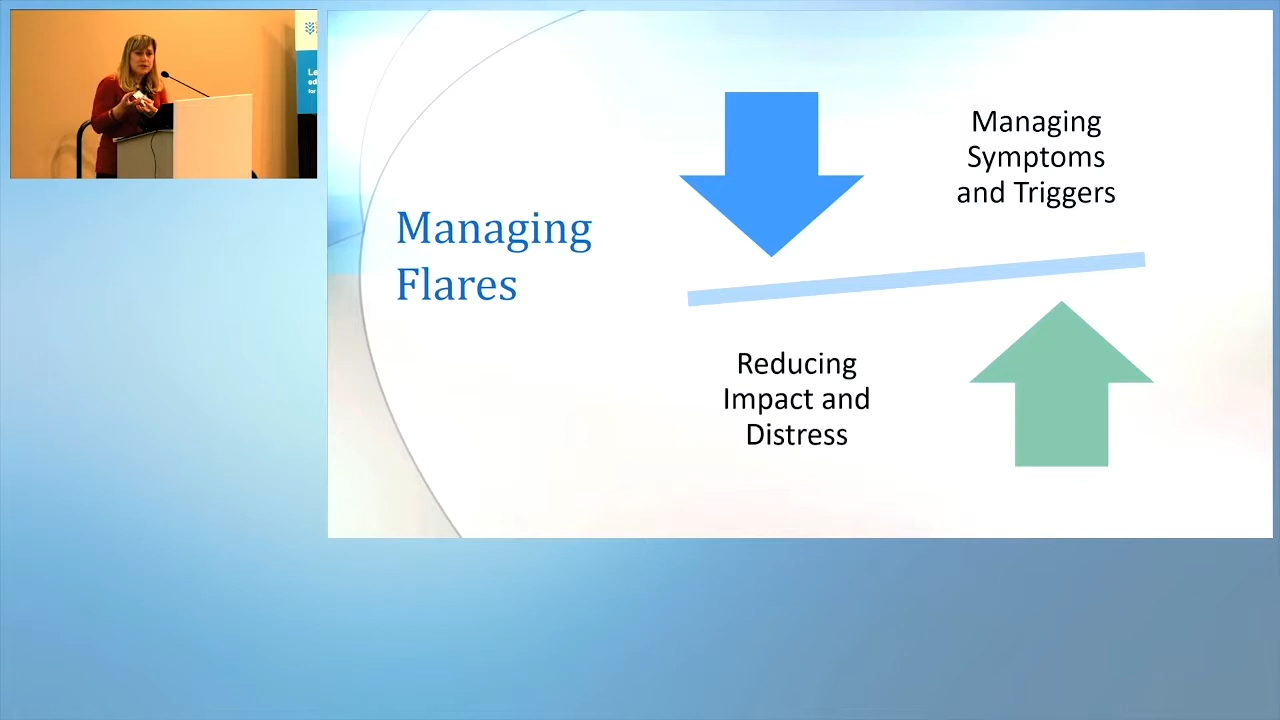 Managing
Flares
Managing
Symptoms
and Triggers
Reducing
Impact and
Distress